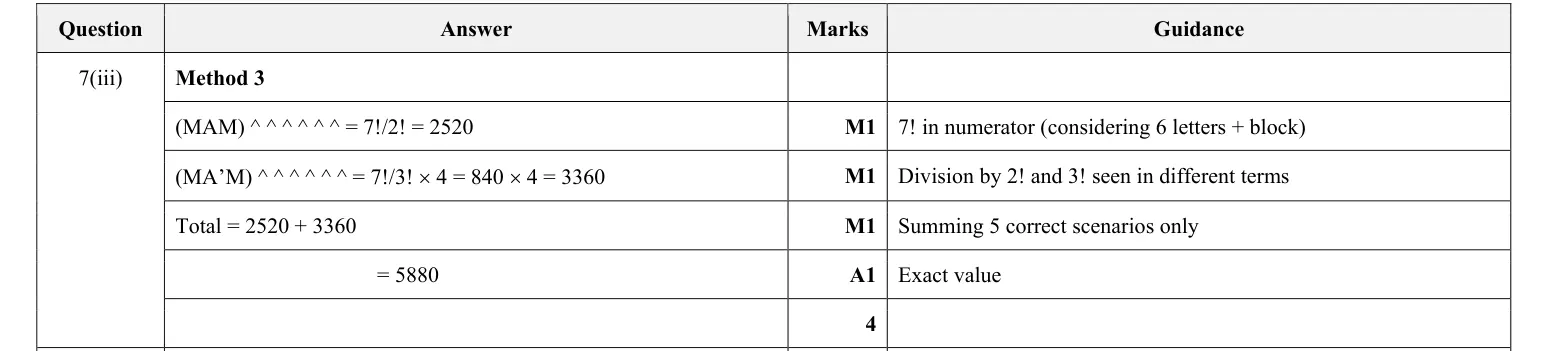 Question Answer Marks Guidance
7(iii) Method 3
(MAM) ^ ^ ^ ^ ^ ^ = 7!/2! = 2520 M1 7! in numerator (considering 6 letters + block)
(MA’M) ^ ^ ^ ^ ^ ^ = 7!/3! × 4 = 840 × 4 = 3360 M1 Division by 2! and 3! seen in different terms
Total = 2520 + 3360 M1 Summing 5 correct scenarios only
= 5880 A1 Exact value
4